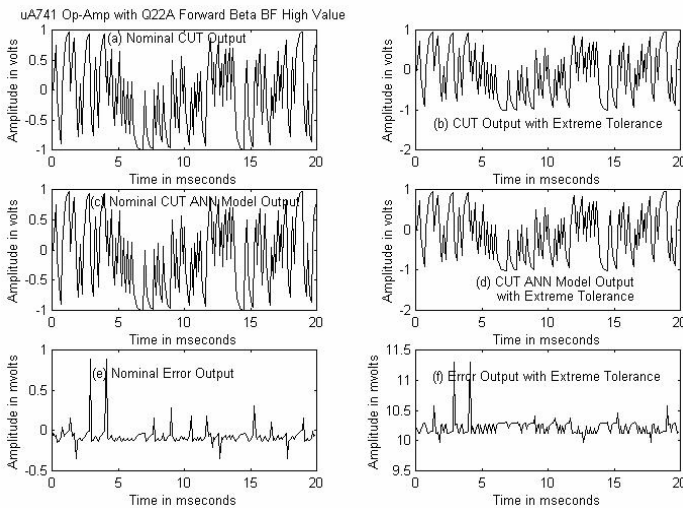 uA741 Op-Amp with Q22A Forward Beta BF High Value
(a) Nominal CUT Output
Amplitude in volts
1
0.5
0
-0.5
-1
0 5 10 15 20
Time in mseconds
(b) CUT Output with Extreme Tolerance
Amplitude in volts
1
0
-1
-2
0 5 10 15 20
Time in mseconds
(c) Nominal CUT ANN Model Output
Amplitude in volts
0.5
0
-0.5
-1
0 5 10 15 20
Time in mseconds
(d) CUT ANN Model Output
with Extreme Tolerance
Amplitude in volts
1
0
-1
-2
0 5 10 15 20
Time in mseconds
(e) Nominal Error Output
Amplitude in mvolts
1
0.5
0
-0.5
0 5 10 15 20
Time in mseconds
(f) Error Output with Extreme Tolerance
Amplitude in mvolts
11.5
11
10.5
10
9.5
0 5 10 15 20
Time in mseconds